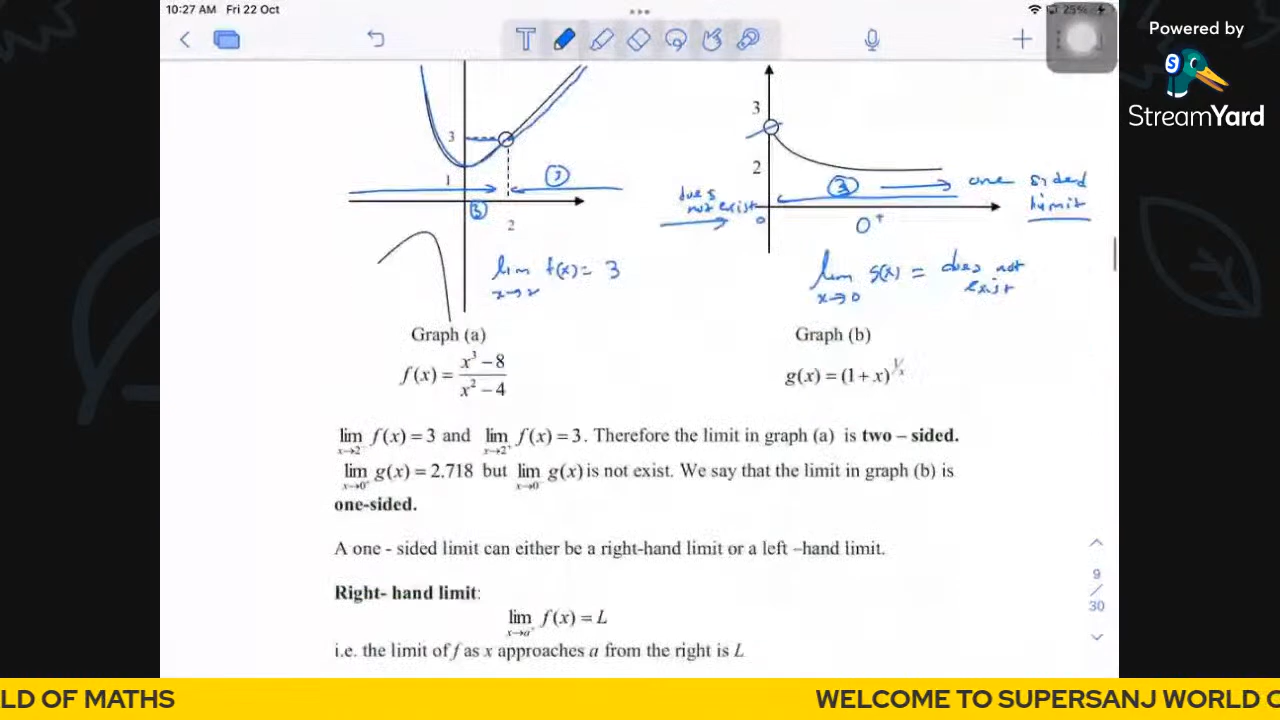 10:27 AM Fri 22 Oct
25%
Powered by
StreamYard
T
3
1
2
①
③
lim f(x) = 3
x→2
3
2
0
does
not exist
②
one sided
limit
0⁺
lim g(x) = does not
x→0 exist
Graph (a)
Graph (b)
f(x) = (x³ − 8)/(x² − 4)
g(x) = (1 + x)^(1/x)
lim f(x) = 3 and lim f(x) = 3. Therefore the limit in graph (a) is two – sided.
x→2⁻ x→2⁺
lim g(x) = 2.718 but lim g(x) is not exist. We say that the limit in graph (b) is
x→0⁺ x→0⁻
one-sided.
A one - sided limit can either be a right-hand limit or a left –hand limit.
Right- hand limit:
lim f(x) = L
x→a⁺
i.e. the limit of f as x approaches a from the right is L
9
/
30
LD OF MATHS
WELCOME TO SUPERSANJ WORLD O